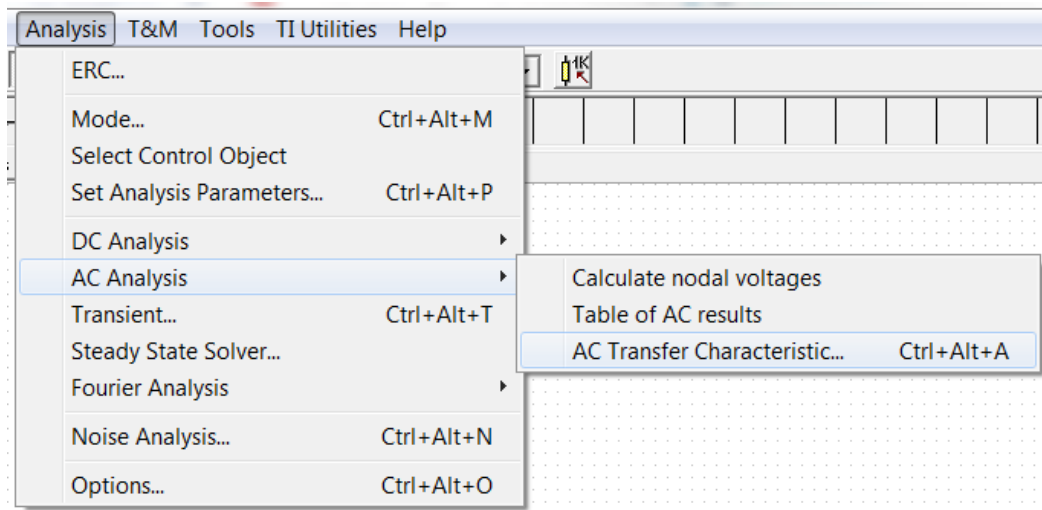 Analysis T&M Tools TI Utilities Help
ERC...
1K
Mode... Ctrl+Alt+M
Select Control Object
Set Analysis Parameters... Ctrl+Alt+P
DC Analysis
AC Analysis
Calculate nodal voltages
Transient... Ctrl+Alt+T
Table of AC results
Steady State Solver...
AC Transfer Characteristic... Ctrl+Alt+A
Fourier Analysis
Noise Analysis... Ctrl+Alt+N
Options... Ctrl+Alt+O